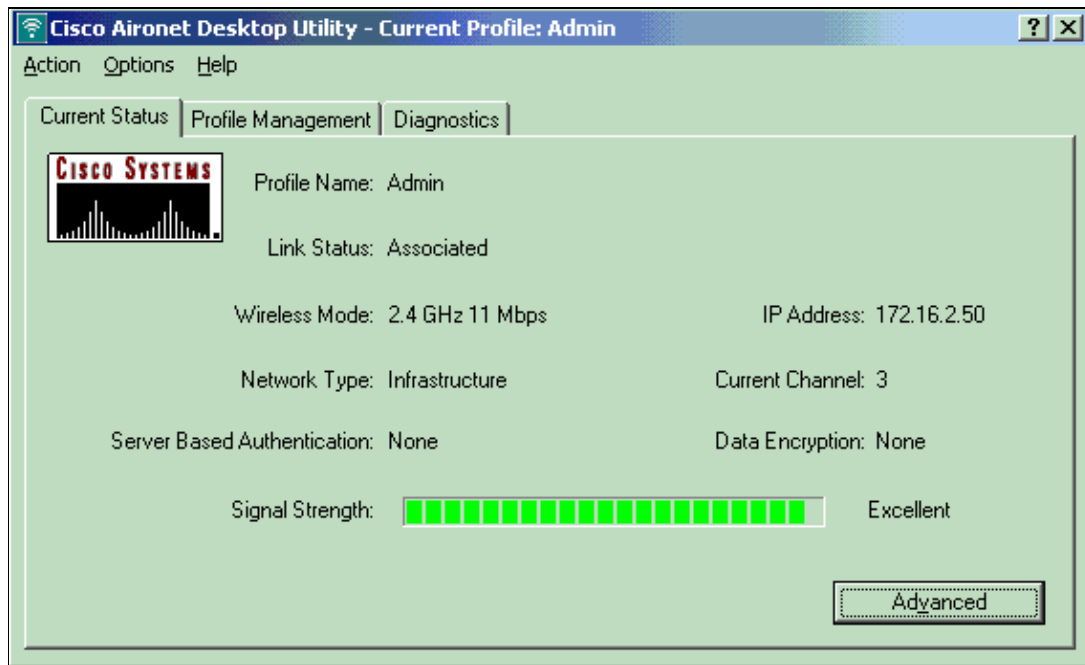 Cisco Aironet Desktop Utility - Current Profile: Admin
? X
Action Options Help
Current Status Profile Management Diagnostics
CISCO SYSTEMS
Profile Name: Admin
Link Status: Associated
Wireless Mode: 2.4 GHz 11 Mbps IP Address: 172.16.2.50
Network Type: Infrastructure Current Channel: 3
Server Based Authentication: None Data Encryption: None
Signal Strength: Excellent
Advanced